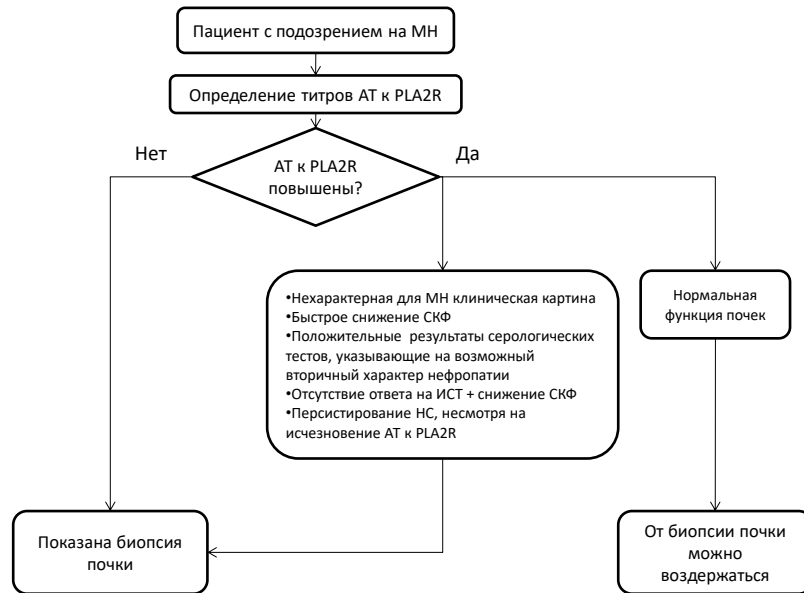 Пациент с подозрением на МН
Определение титров АТ к PLA2R
Нет
Да
АТ к PLA2R
повышены?
•Нехарактерная для МН клиническая картина
•Быстрое снижение СКФ
•Положительные результаты серологических
тестов, указывающие на возможный
вторичный характер нефропатии
•Отсутствие ответа на ИСТ + снижение СКФ
•Персистирование НС, несмотря на
исчезновение АТ к PLA2R
Нормальная
функция почек
Показана биопсия
почки
От биопсии почки
можно
воздержаться